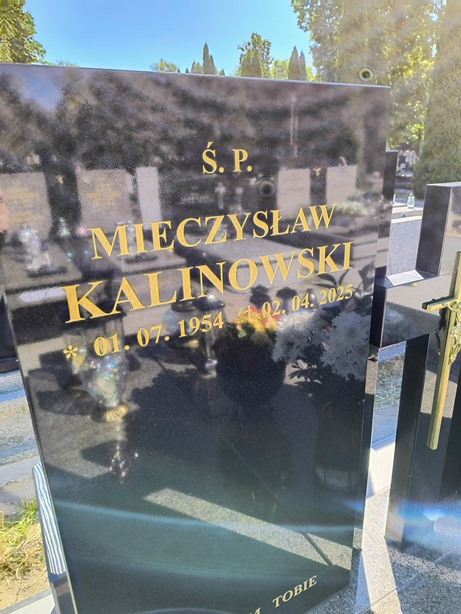 Ś. P.
MIECZYSŁAW
KALINOWSKI
* 01. 07. 1954 * 02. 04. 2025
TOBIE